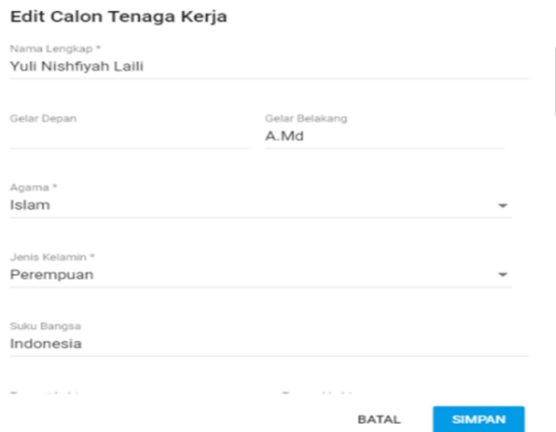 Edit Calon Tenaga Kerja
Nama Lengkap *
Yuli Nishfiyah Laili
Gelar Depan
Gelar Belakang
A.Md
Agama *
Islam
Jenis Kelamin *
Perempuan
Suku Bangsa
Indonesia
BATAL
SIMPAN